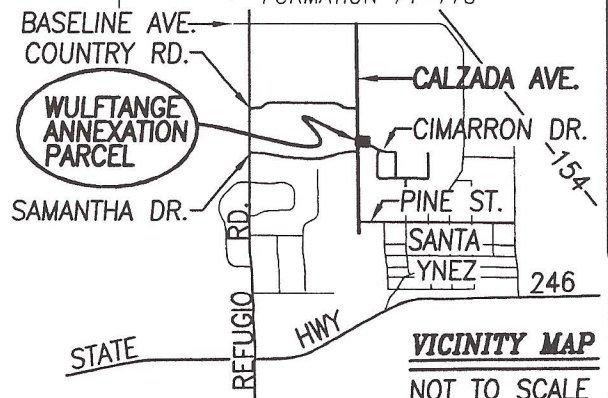 BASELINE AVE.
COUNTRY RD.
CALZADA AVE.
WULFTANGE
ANNEXATION
PARCEL
CIMARRON DR.
154
SAMANTHA DR.
PINE ST.
SANTA
YNEZ
REFUGIO RD.
246
STATE HWY
VICINITY MAP
NOT TO SCALE